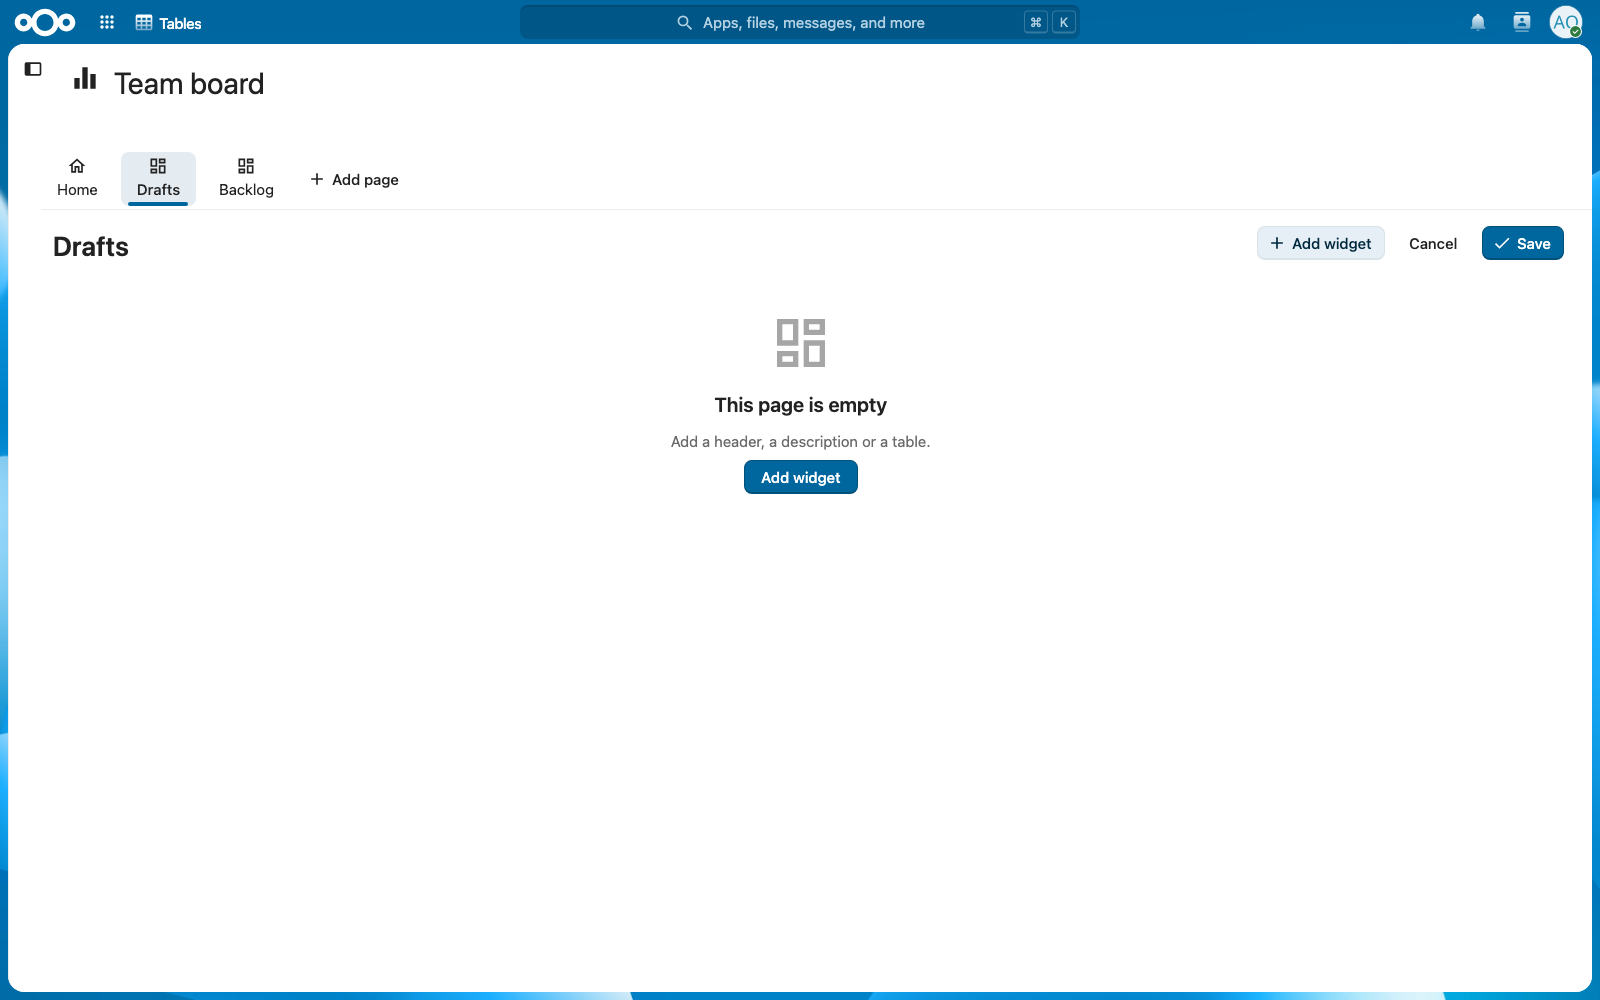 Tables
Apps, files, messages, and more
⌘ K
AO
Team board
Home
Drafts
Backlog
Add page
Drafts
Add widget
Cancel
Save
This page is empty
Add a header, a description or a table.
Add widget